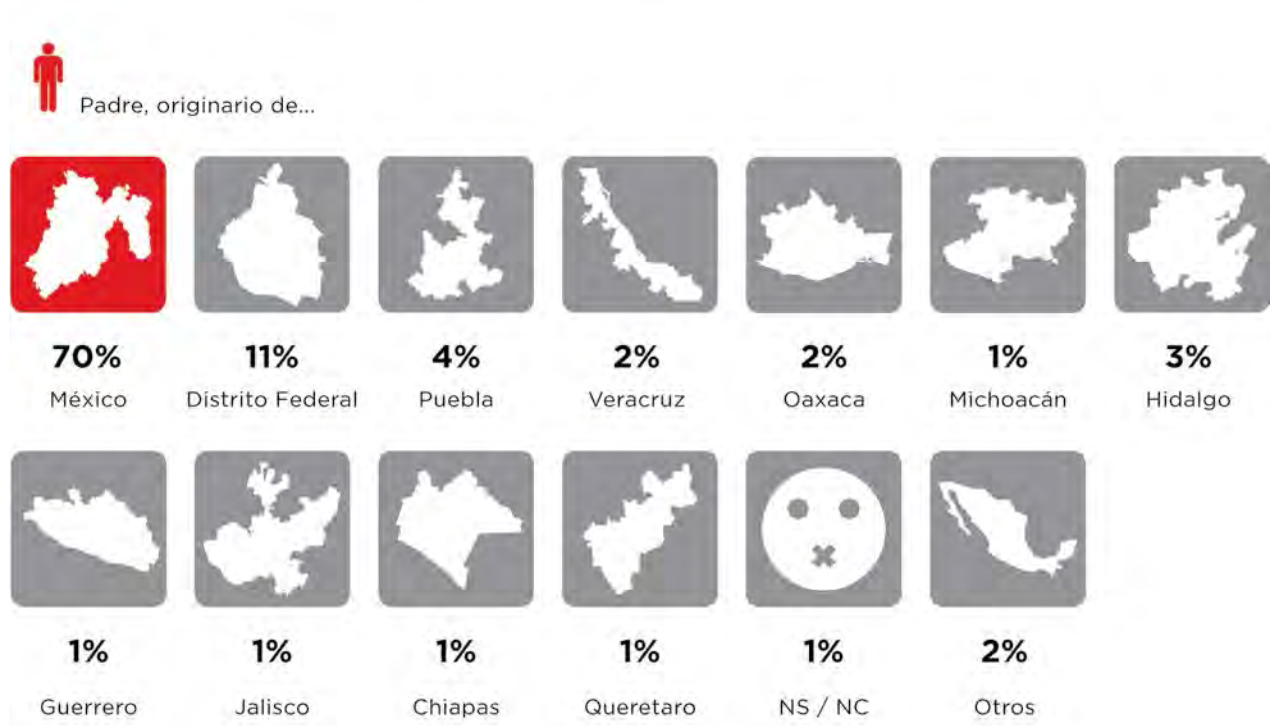 Padre, originario de...
70% 11% 4% 2% 2% 1% 3%
México Distrito Federal Puebla Veracruz Oaxaca Michoacán Hidalgo
1% 1% 1% 1% 1% 2%
Guerrero Jalisco Chiapas Queretaro NS / NC Otros